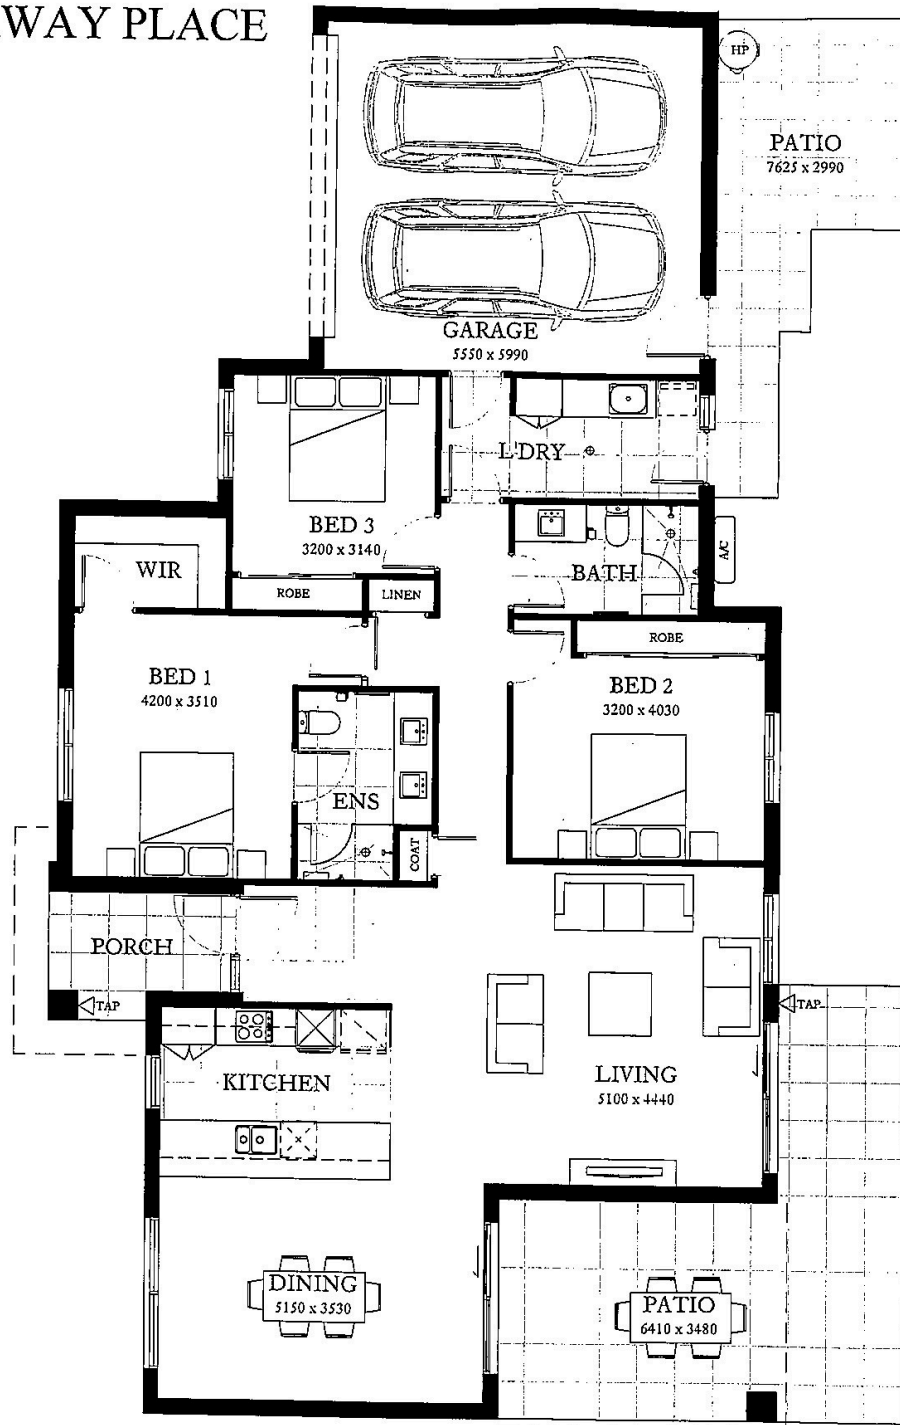 WAY PLACE
HP
PATIO
7625 x 2990
GARAGE
5550 x 5990
L'DRY
BED 3
3200 x 3140
WIR
ROBE
LINEN
BATH
A/C
ROBE
BED 1
4200 x 3510
BED 2
3200 x 4030
ENS
COAT
PORCH
TAP
TAP
KITCHEN
LIVING
5100 x 4440
DINING
5150 x 3530
PATIO
6410 x 3480